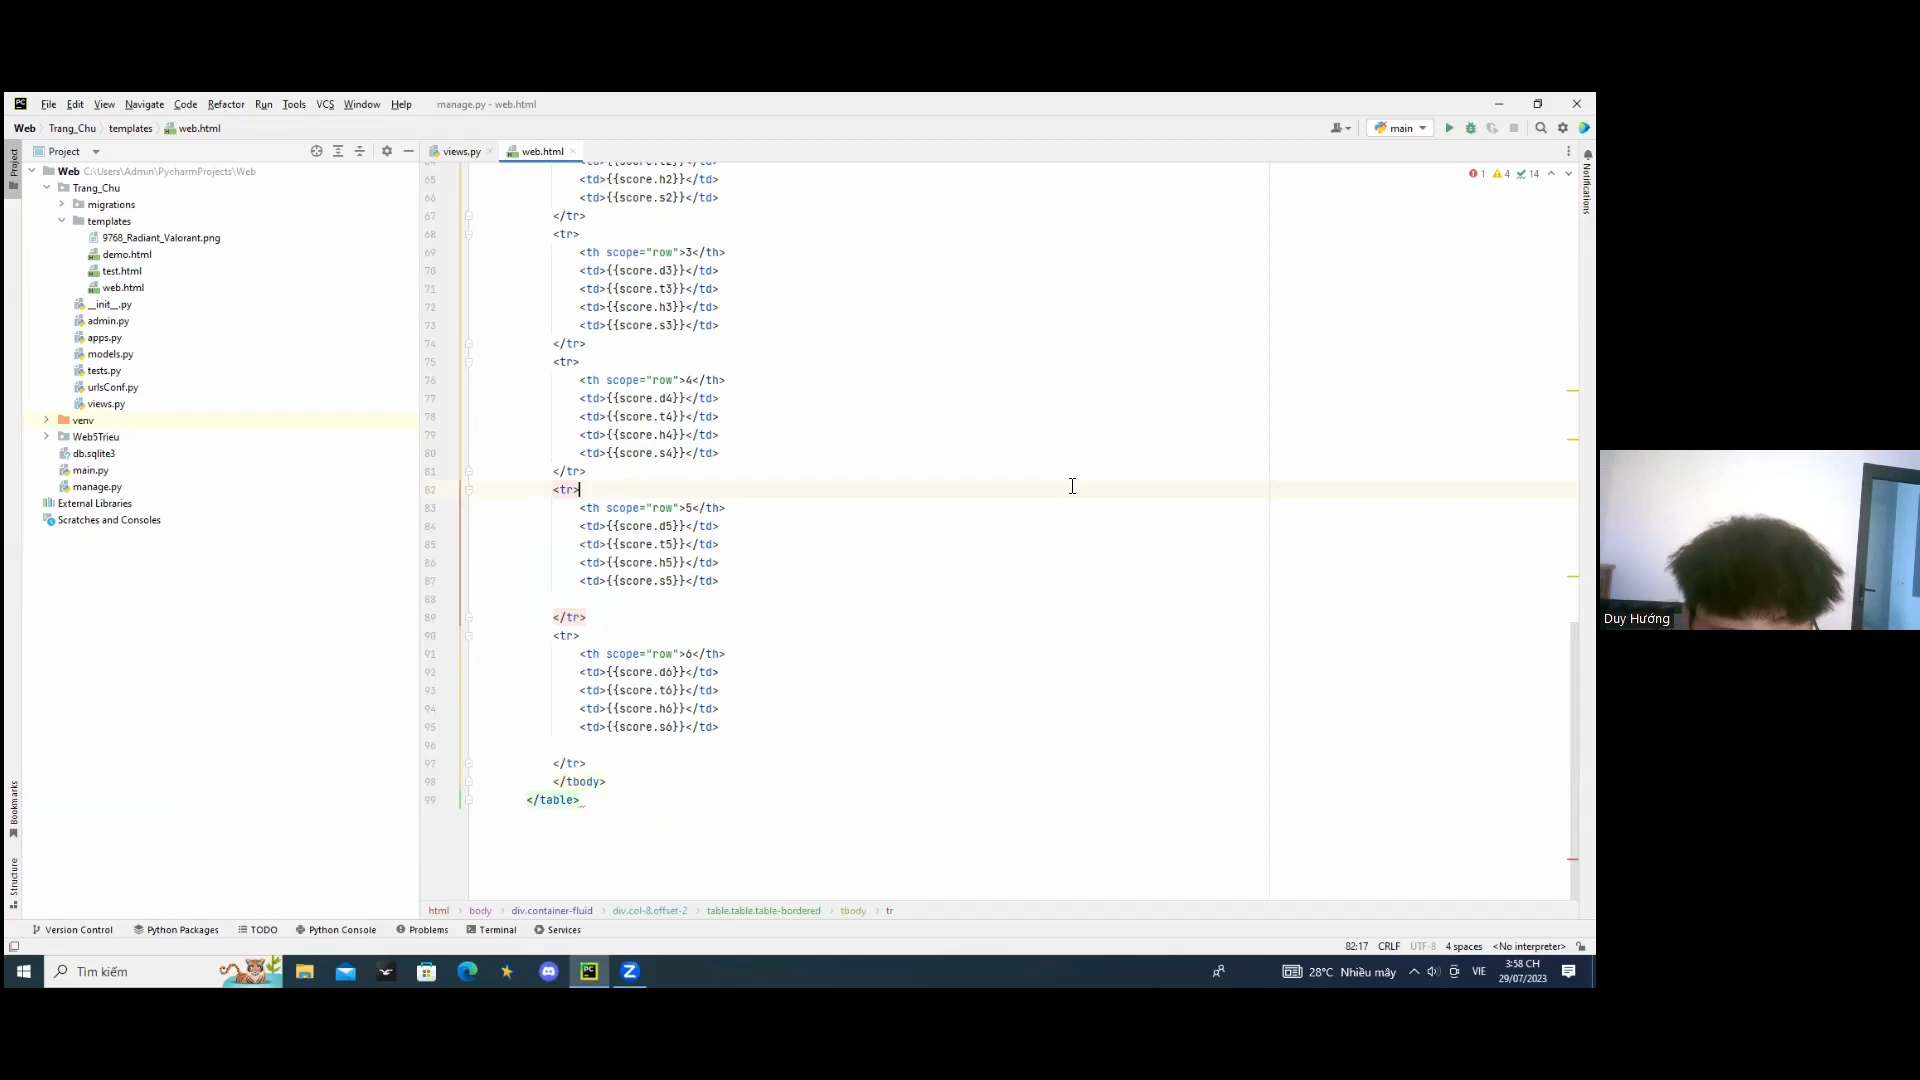 File Edit View Navigate Code Refactor Run Tools VCS Window Help manage.py - web.html
Web Trang_Chu templates web.html
main
Project
views.py
web.html
Web C:\Users\Admin\PycharmProjects\Web
Trang_Chu
migrations
templates
9768_Radiant_Valorant.png
demo.html
test.html
web.html
__init__.py
admin.py
apps.py
models.py
tests.py
urlsConf.py
views.py
venv
Web5Trieu
db.sqlite3
main.py
manage.py
External Libraries
Scratches and Consoles
Project
Bookmarks
Structure
1 4 14
65 <td>{{score.h2}}</td>
66 <td>{{score.s2}}</td>
67 </tr>
68 <tr>
69 <th scope="row">3</th>
70 <td>{{score.d3}}</td>
71 <td>{{score.t3}}</td>
72 <td>{{score.h3}}</td>
73 <td>{{score.s3}}</td>
74 </tr>
75 <tr>
76 <th scope="row">4</th>
77 <td>{{score.d4}}</td>
78 <td>{{score.t4}}</td>
79 <td>{{score.h4}}</td>
80 <td>{{score.s4}}</td>
81 </tr>
82 <tr>
83 <th scope="row">5</th>
84 <td>{{score.d5}}</td>
85 <td>{{score.t5}}</td>
86 <td>{{score.h5}}</td>
87 <td>{{score.s5}}</td>
88
89 </tr>
90 <tr>
91 <th scope="row">6</th>
92 <td>{{score.d6}}</td>
93 <td>{{score.t6}}</td>
94 <td>{{score.h6}}</td>
95 <td>{{score.s6}}</td>
96
97 </tr>
98 </tbody>
99 </table>
Notifications
html body div.container-fluid div.col-8.offset-2 table.table.table-bordered tbody tr
Version Control Python Packages TODO Python Console Problems Terminal Services
82:17 CRLF UTF-8 4 spaces <No interpreter>
Tìm kiếm
28°C Nhiều mây
VIE
3:58 CH
29/07/2023
Duy Hướng